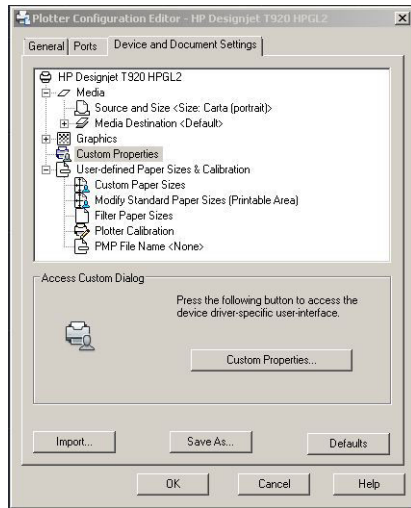 Plotter Configuration Editor - HP Designjet T920 HPGL2
General Ports Device and Document Settings
HP Designjet T920 HPGL2
Media
Source and Size <Size: Carta (portrait)>
Media Destination <Default>
Graphics
Custom Properties
User-defined Paper Sizes & Calibration
Custom Paper Sizes
Modify Standard Paper Sizes (Printable Area)
Filter Paper Sizes
Plotter Calibration
PMP File Name <None>
Access Custom Dialog
Press the following button to access the
device driver-specific user-interface.
Custom Properties...
Import... Save As... Defaults
OK Cancel Help